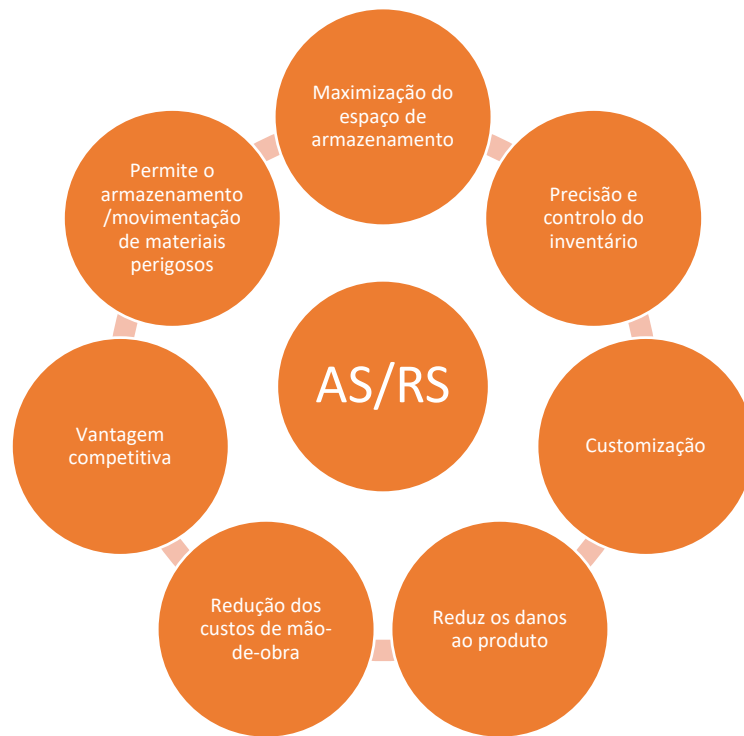 Maximização do
espaço de
armazenamento
Precisão e
controlo do
inventário
Customização
Reduz os danos
ao produto
Redução dos
custos de mão-
de-obra
Vantagem
competitiva
Permite o
armazenamento
/movimentação
de materiais
perigosos
AS/RS